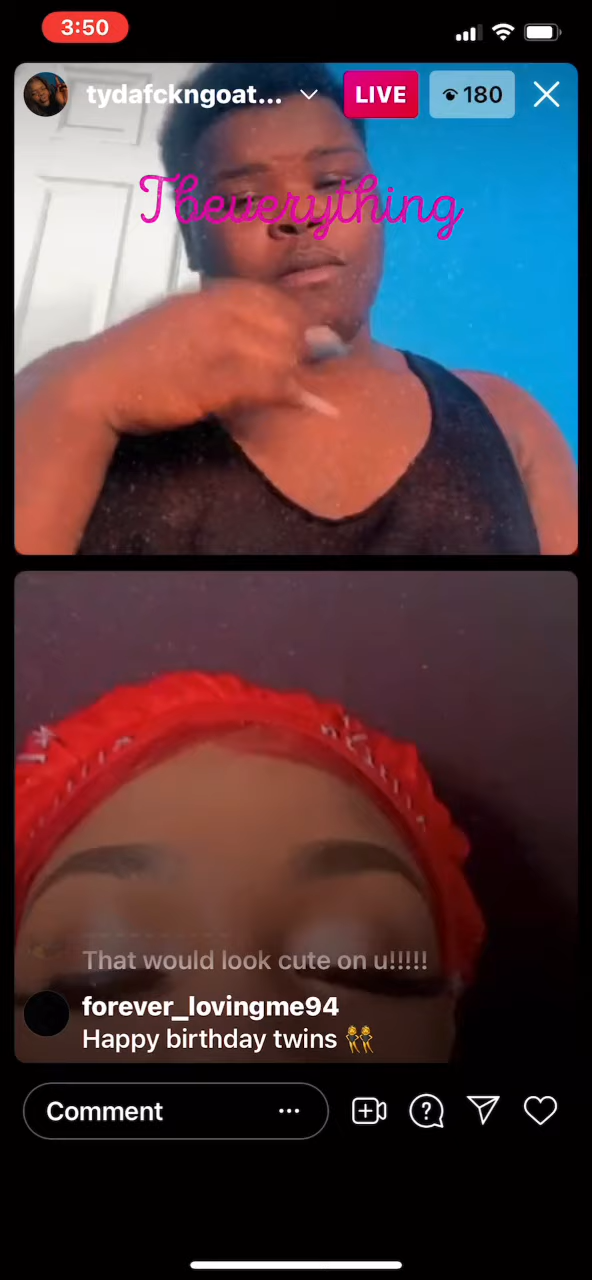 3:50
tydafckngoat...
LIVE
180
Tbeverything
That would look cute on u!!!!!
forever_lovingme94
Happy birthday twins 👯
Comment